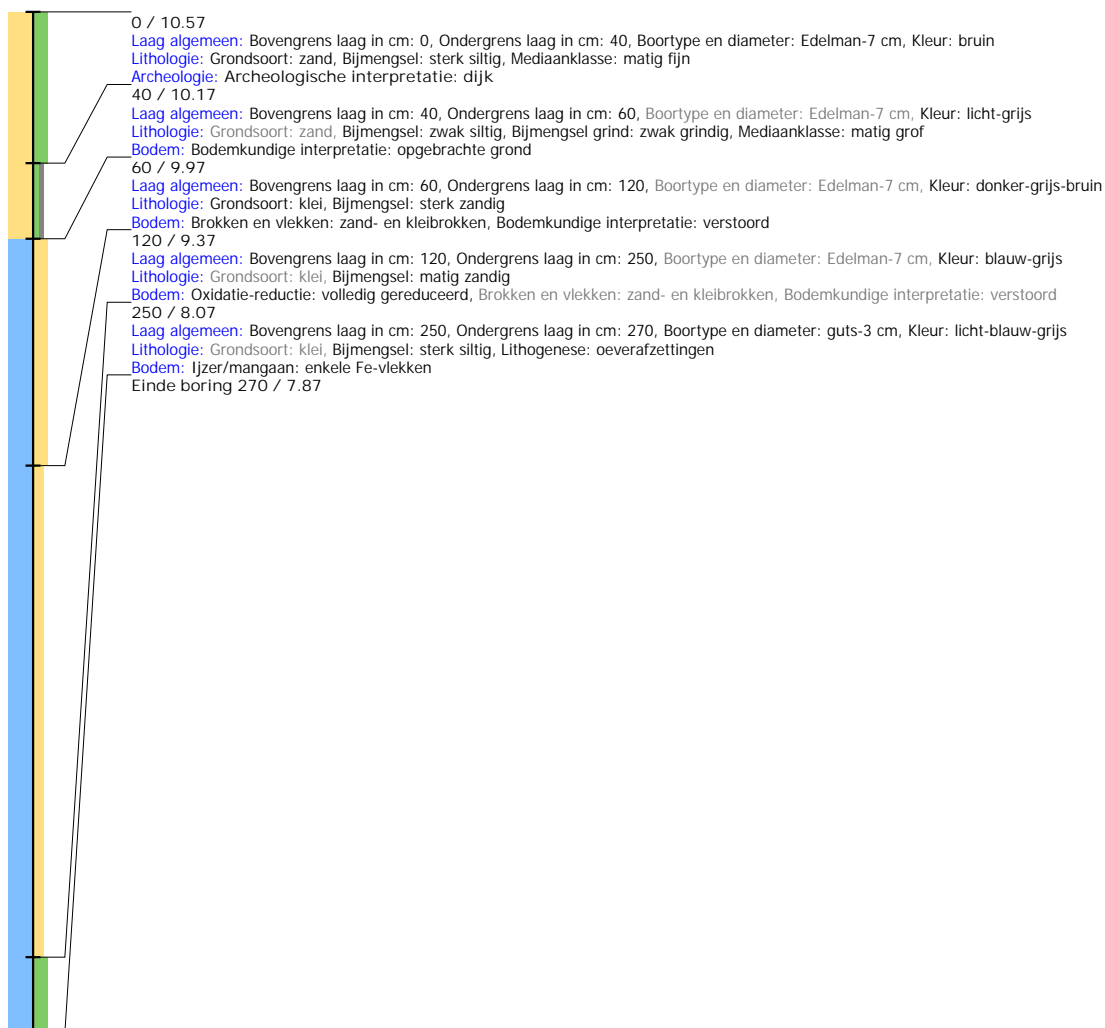 0 / 10.57
Laag algemeen: Bovengrens laag in cm: 0, Ondergrens laag in cm: 40, Boortype en diameter: Edelman-7 cm, Kleur: bruin
Lithologie: Grondsoort: zand, Bijmengsel: sterk siltig, Mediaanklasse: matig fijn
Archeologie: Archeologische interpretatie: dijk
40 / 10.17
Laag algemeen: Bovengrens laag in cm: 40, Ondergrens laag in cm: 60, Boortype en diameter: Edelman-7 cm, Kleur: licht-grijs
Lithologie: Grondsoort: zand, Bijmengsel: zwak siltig, Bijmengsel grind: zwak grindig, Mediaanklasse: matig grof
Bodem: Bodemkundige interpretatie: opgebrachte grond
60 / 9.97
Laag algemeen: Bovengrens laag in cm: 60, Ondergrens laag in cm: 120, Boortype en diameter: Edelman-7 cm, Kleur: donker-grijs-bruin
Lithologie: Grondsoort: klei, Bijmengsel: sterk zandig
Bodem: Brokken en vlekken: zand- en kleibrokken, Bodemkundige interpretatie: verstoord
120 / 9.37
Laag algemeen: Bovengrens laag in cm: 120, Ondergrens laag in cm: 250, Boortype en diameter: Edelman-7 cm, Kleur: blauw-grijs
Lithologie: Grondsoort: klei, Bijmengsel: matig zandig
Bodem: Oxidatie-reductie: volledig gereduceerd, Brokken en vlekken: zand- en kleibrokken, Bodemkundige interpretatie: verstoord
250 / 8.07
Laag algemeen: Bovengrens laag in cm: 250, Ondergrens laag in cm: 270, Boortype en diameter: guts-3 cm, Kleur: licht-blauw-grijs
Lithologie: Grondsoort: klei, Bijmengsel: sterk siltig, Lithogenese: oeverafzettingen
Bodem: Ijzer/mangaan: enkele Fe-vlekken
Einde boring 270 / 7.87